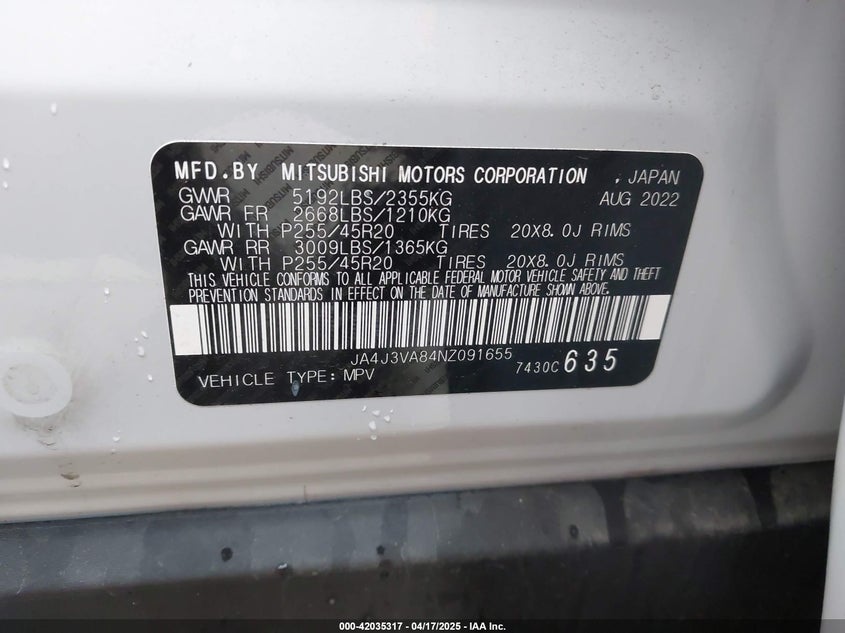 MFD.BY MITSUBISHI MOTORS CORPORATION . JAPAN
GVWR 5192LBS/2355KG AUG 2022
GAWR FR 2668LBS/1210KG
WITH P255/45R20 TIRES 20X8.0J RIMS
GAWR RR 3009LBS/1365KG
WITH P255/45R20 TIRES 20X8.0J RIMS
THIS VEHICLE CONFORMS TO ALL APPLICABLE FEDERAL MOTOR VEHICLE SAFETY AND THEFT
PREVENTION STANDARDS IN EFFECT ON THE DATE OF MANUFACTURE SHOWN ABOVE.
JA4J3VA84NZ091655
VEHICLE TYPE: MPV 7430C 635
000-42035317 - 04/17/2025 - IAA Inc.